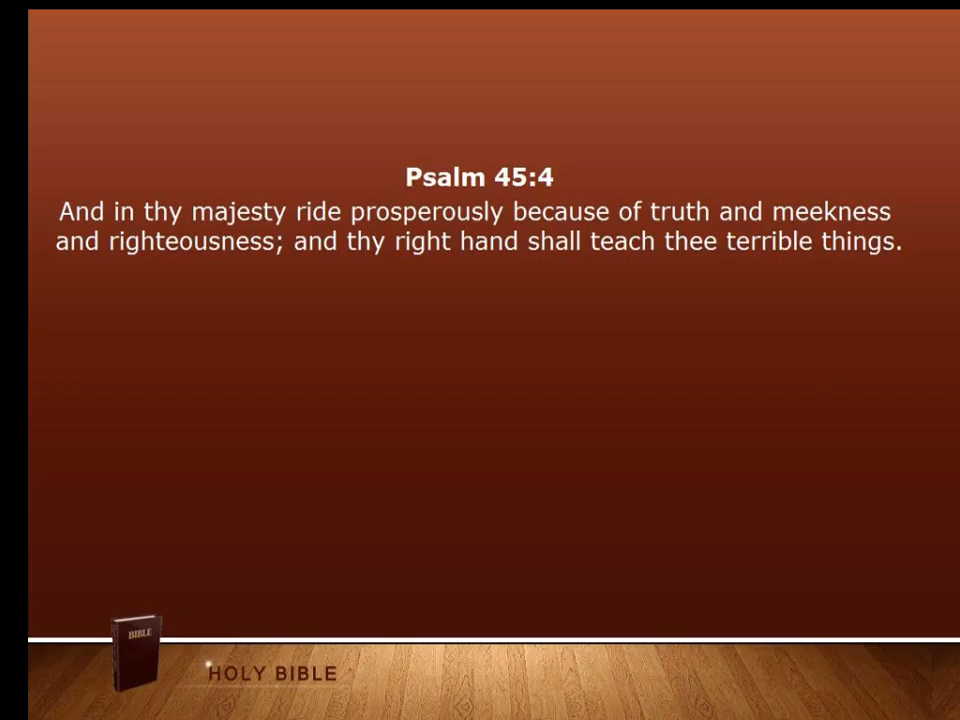 Psalm 45:4
And in thy majesty ride prosperously because of truth and meekness
and righteousness; and thy right hand shall teach thee terrible things.
BIBLE
HOLY BIBLE